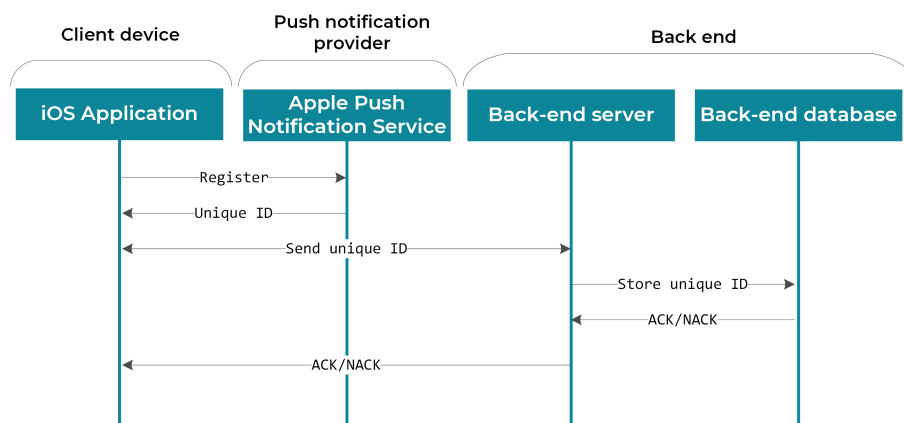 Client device
Push notification
provider
Back end
iOS Application
Apple Push
Notification Service
Back-end server
Back-end database
Register
Unique ID
Send unique ID
Store unique ID
ACK/NACK
ACK/NACK